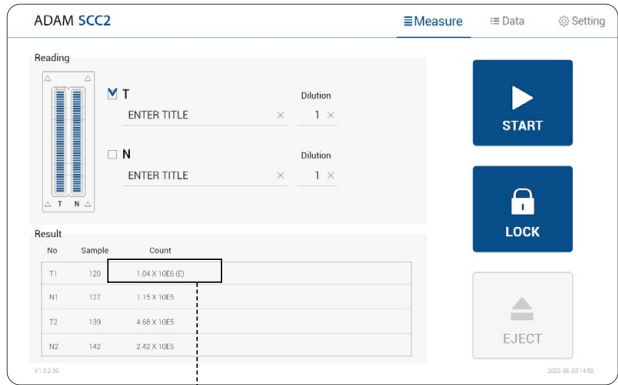 ADAM SCC2
Measure
Data
Setting
Reading
T
Dilution
ENTER TITLE × 1 ×
N
Dilution
ENTER TITLE × 1 ×
T N
START
LOCK
EJECT
Result
No Sample Count
T1 120 1.04 X 10E6 (E)
N1 127 1.15 X 10E5
T2 139 4.68 X 10E5
N2 142 2.42 X 10E5
V.1.3.2.39
2022-06-03 14:58